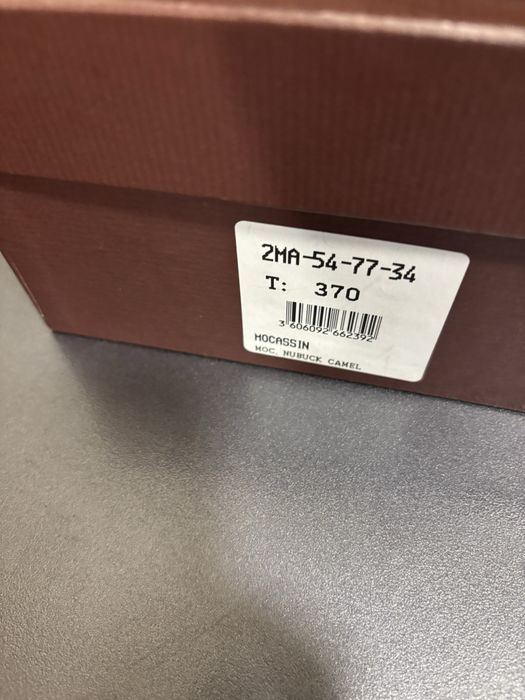 2MA-54-77-34
T: 370
3 606092 662392
MOCASSIN
MOC. NUBUCK CAMEL